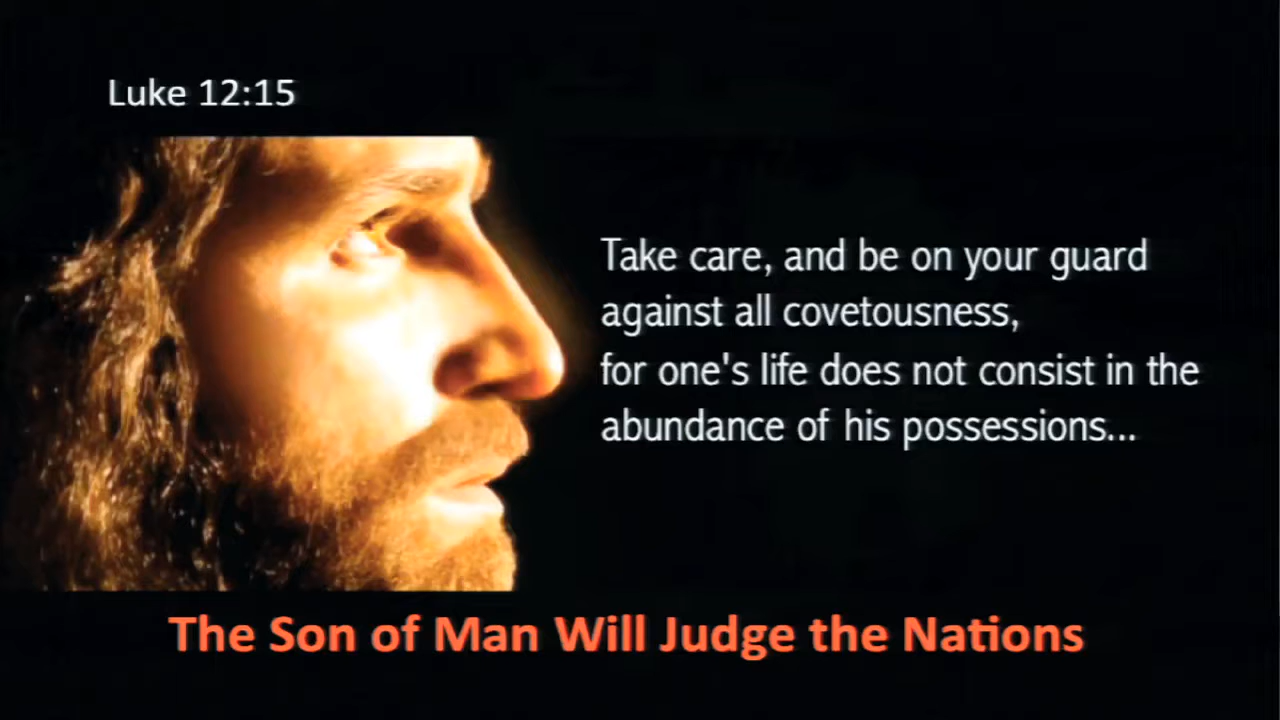 Luke 12:15
Take care, and be on your guard
against all covetousness,
for one's life does not consist in the
abundance of his possessions...
The Son of Man Will Judge the Nations